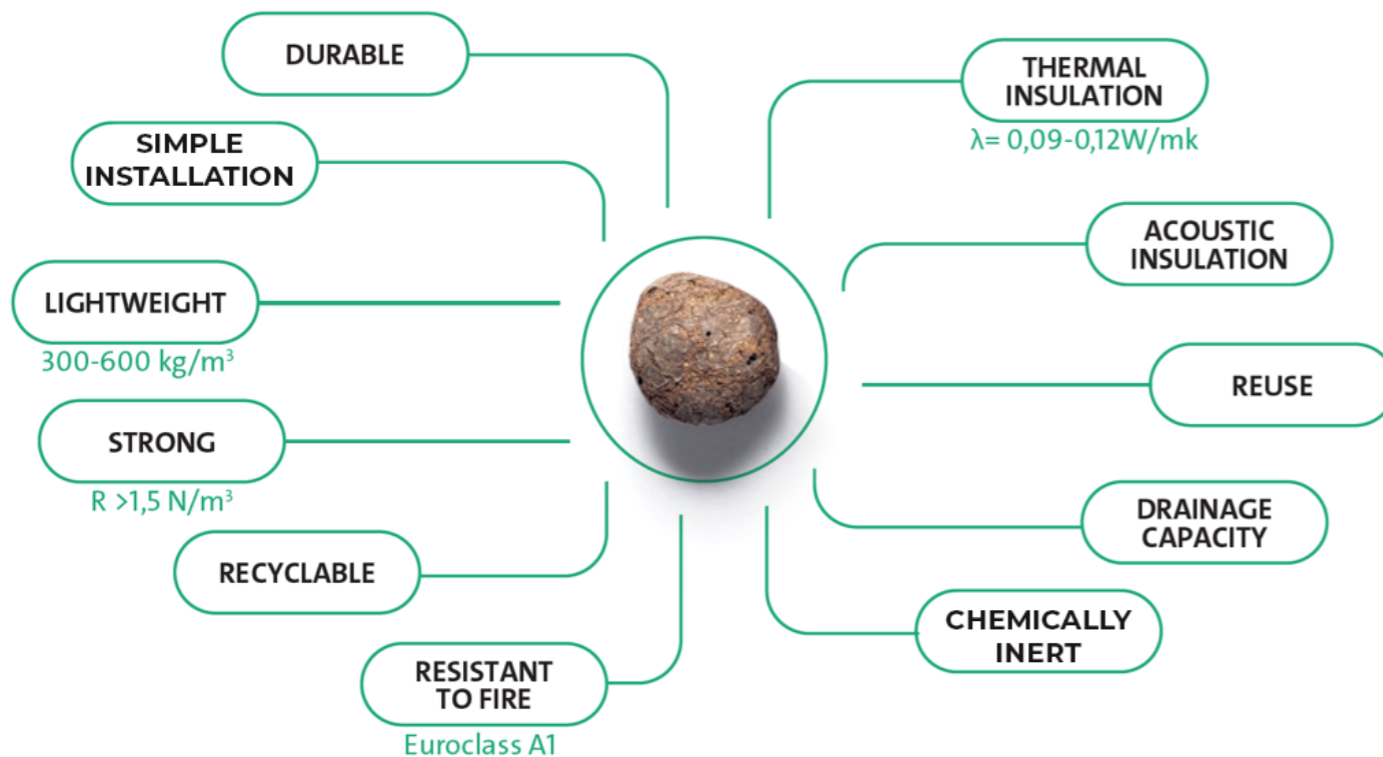 DURABLE
SIMPLE
INSTALLATION
LIGHTWEIGHT
300-600 kg/m³
STRONG
R >1,5 N/m³
RECYCLABLE
RESISTANT
TO FIRE
Euroclass A1
THERMAL
INSULATION
λ= 0,09-0,12W/mk
ACOUSTIC
INSULATION
REUSE
DRAINAGE
CAPACITY
CHEMICALLY
INERT